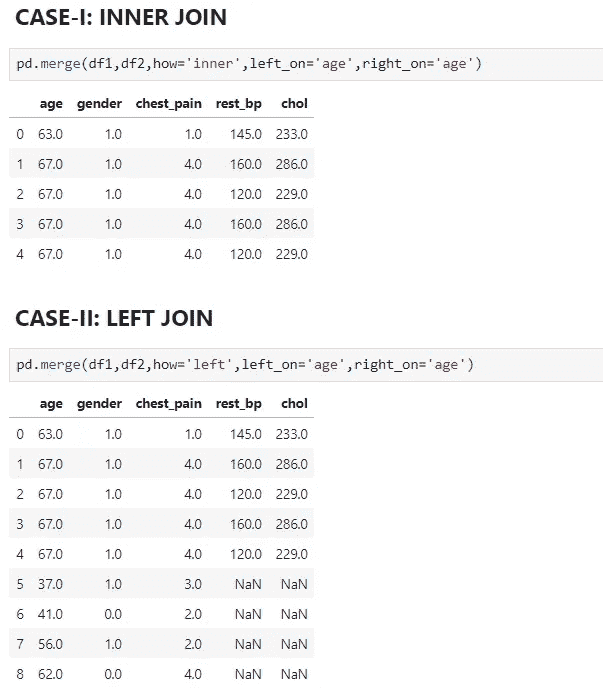 CASE-I: INNER JOIN
pd.merge(df1,df2,how='inner',left_on='age',right_on='age')
age gender chest_pain rest_bp chol
0 63.0 1.0 1.0 145.0 233.0
1 67.0 1.0 4.0 160.0 286.0
2 67.0 1.0 4.0 120.0 229.0
3 67.0 1.0 4.0 160.0 286.0
4 67.0 1.0 4.0 120.0 229.0
CASE-II: LEFT JOIN
pd.merge(df1,df2,how='left',left_on='age',right_on='age')
age gender chest_pain rest_bp chol
0 63.0 1.0 1.0 145.0 233.0
1 67.0 1.0 4.0 160.0 286.0
2 67.0 1.0 4.0 120.0 229.0
3 67.0 1.0 4.0 160.0 286.0
4 67.0 1.0 4.0 120.0 229.0
5 37.0 1.0 3.0 NaN NaN
6 41.0 0.0 2.0 NaN NaN
7 56.0 1.0 2.0 NaN NaN
8 62.0 0.0 4.0 NaN NaN